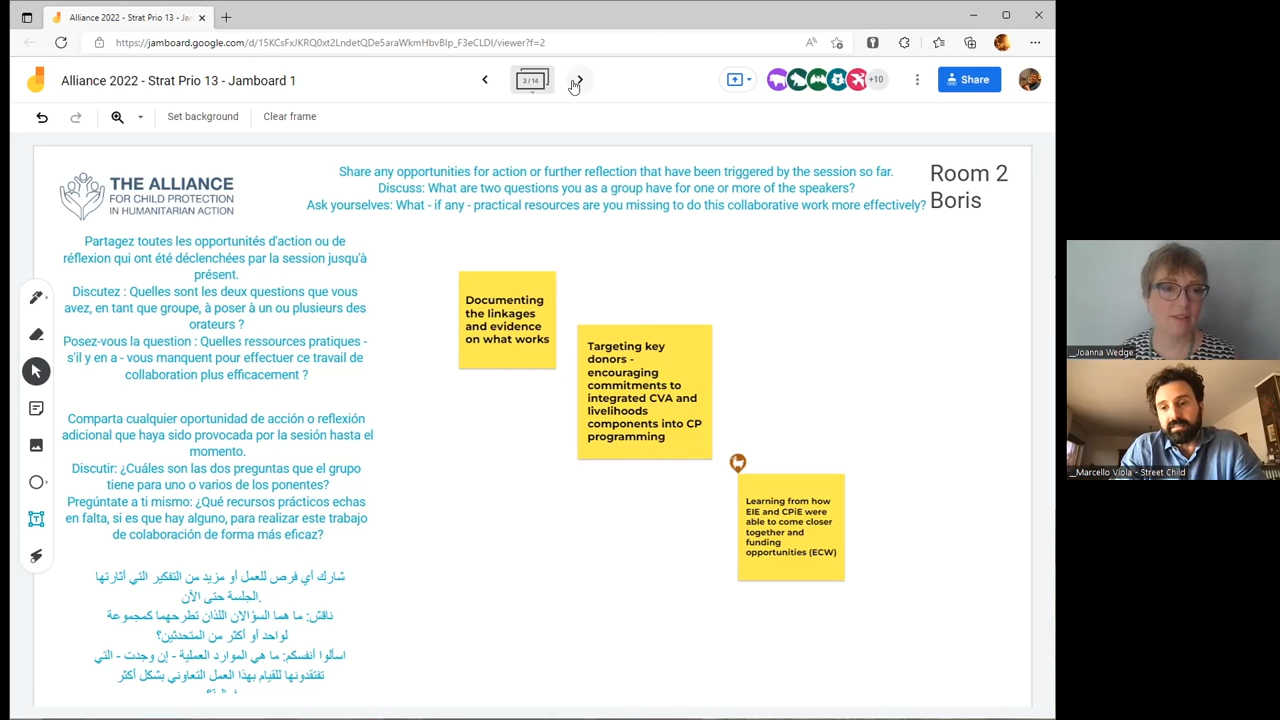 Alliance 2022 - Strat Prio 13 - Ja
https://jamboard.google.com/d/15KCsFxJKRQ0xt2LndetQDe5araWkmHbvBIp_F3eCLDI/viewer?f=2
Alliance 2022 - Strat Prio 13 - Jamboard 1
3 / 14
+10
Share
Set background
Clear frame
THE ALLIANCE
FOR CHILD PROTECTION
IN HUMANITARIAN ACTION
Share any opportunities for action or further reflection that have been triggered by the session so far.
Discuss: What are two questions you as a group have for one or more of the speakers?
Ask yourselves: What - if any - practical resources are you missing to do this collaborative work more effectively?
Room 2
Boris
Partagez toutes les opportunités d'action ou de
réflexion qui ont été déclenchées par la session jusqu'à
présent.
Discutez : Quelles sont les deux questions que vous
avez, en tant que groupe, à poser à un ou plusieurs des
orateurs ?
Posez-vous la question : Quelles ressources pratiques -
s'il y en a - vous manquent pour effectuer ce travail de
collaboration plus efficacement ?
Comparta cualquier oportunidad de acción o reflexión
adicional que haya sido provocada por la sesión hasta el
momento.
Discutir: ¿Cuáles son las dos preguntas que el grupo
tiene para uno o varios de los ponentes?
Pregúntate a ti mismo: ¿Qué recursos prácticos echas
en falta, si es que hay alguno, para realizar este trabajo
de colaboración de forma más eficaz?
شارك أي فرص للعمل أو مزيد من التفكير التي أثارتها
الجلسة حتى الآن.
ناقش: ما هما السؤالان اللذان تطرحهما كمجموعة
لواحد أو أكثر من المتحدثين؟
اسألوا أنفسكم: ما هي الموارد العملية - إن وجدت - التي
تفتقدونها للقيام بهذا العمل التعاوني بشكل أكثر
Documenting
the linkages
and evidence
on what works
Targeting key
donors -
encouraging
commitments to
integrated CVA and
livelihoods
components into CP
programming
Learning from how
EIE and CPiE were
able to come closer
together and
funding
opportunities (ECW)
Joanna Wedge
Marcello Viola - Street Child